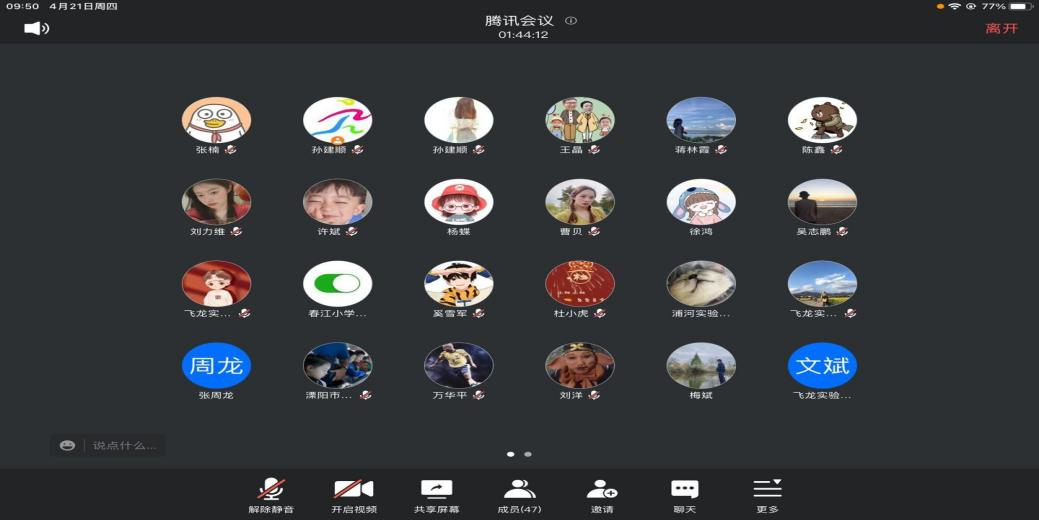 09:50 4月21日周四
77%
腾讯会议
01:44:12
离开
张楠 孙建顺 孙建顺 王晶 蒋林霞 陈鑫
刘力维 许斌 杨蝶 曹贝 徐鸿 吴志鹏
飞龙实... 春江小学... 奚雪军 杜小虎 浦河实验... 飞龙实...
周龙 文斌
张周龙 溧阳市... 万华平 刘洋 梅斌 飞龙实验...
说点什么...
解除静音 开启视频 共享屏幕 成员(47) 邀请 聊天 更多